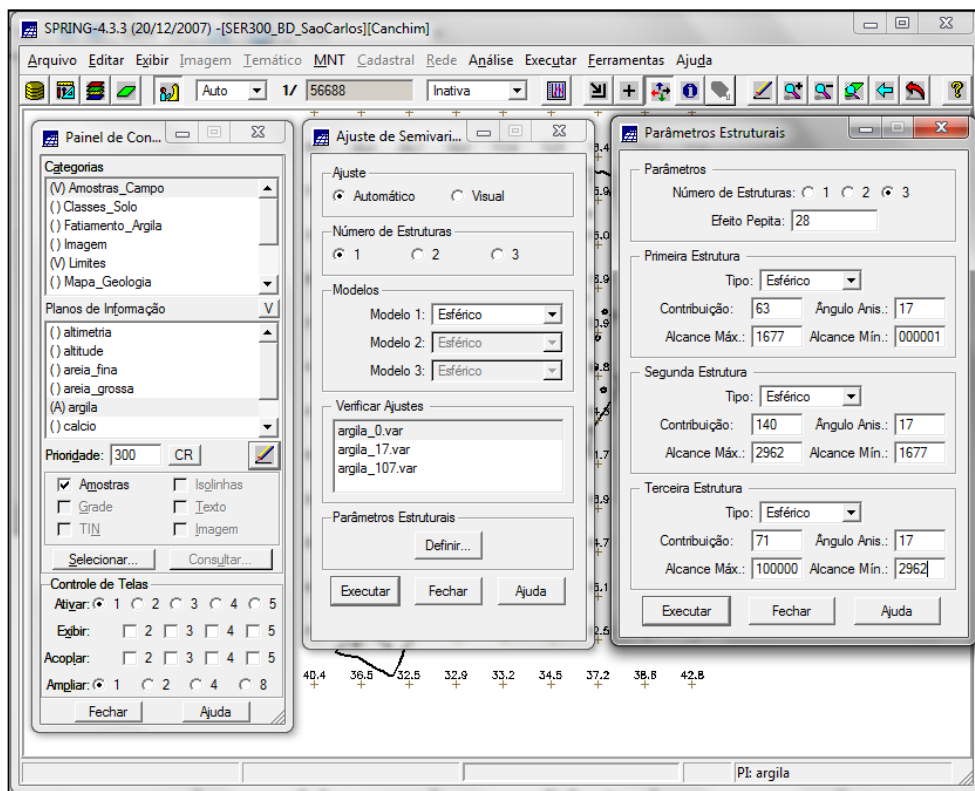 SPRING-4.3.3 (20/12/2007) -[SER300_BD_SaoCarlos][Canchim]
Arquivo Editar Exibir Imagem Temático MNT Cadastral Rede Análise Executar Ferramentas Ajuda
Auto 1/ 56688 Inativa
Painel de Con...
Categorias
(V) Amostras_Campo
() Classes_Solo
() Fatiamento_Argila
() Imagem
(V) Limites
() Mapa_Geologia
Planos de Informação V
() altimetria
() altitude
() areia_fina
() areia_grossa
(A) argila
() calcio
Prioridade: 300 CR
Amostras Isolinhas
Grade Texto
TIN Imagem
Selecionar... Consultar...
Controle de Telas
Ativar: 1 2 3 4 5
Exibir: 2 3 4 5
Acoplar: 2 3 4 5
Ampliar: 1 2 4 8
Fechar Ajuda
Ajuste de Semivari...
Ajuste
Automático Visual
Número de Estruturas
1 2 3
Modelos
Modelo 1: Esférico
Modelo 2: Esférico
Modelo 3: Esférico
Verificar Ajustes
argila_0.var
argila_17.var
argila_107.var
Parâmetros Estruturais
Definir...
Executar Fechar Ajuda
Parâmetros Estruturais
Parâmetros
Número de Estruturas: 1 2 3
Efeito Pepita: 28
Primeira Estrutura
Tipo: Esférico
Contribuição: 63 Ângulo Anis.: 17
Alcance Máx.: 1677 Alcance Mín.: 000001
Segunda Estrutura
Tipo: Esférico
Contribuição: 140 Ângulo Anis.: 17
Alcance Máx.: 2962 Alcance Mín.: 1677
Terceira Estrutura
Tipo: Esférico
Contribuição: 71 Ângulo Anis.: 17
Alcance Máx.: 100000 Alcance Mín.: 2962
Executar Fechar Ajuda
40.4 36.5 32.5 32.9 33.2 34.5 37.2 38.8 42.8
PI: argila